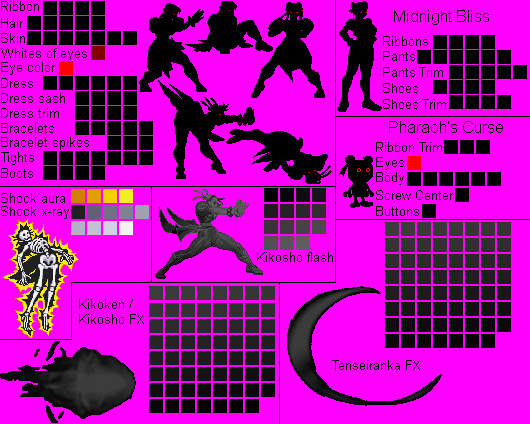 Ribbon
Hair
Skin
Whites of eyes
Eye color
Dress
Dress sash
Dress trim
Bracelets
Bracelet spikes
Tights
Boots
Midnight Bliss
Ribbons
Pants
Pants Trim
Shoes
Shoes Trim
Pharaoh's Curse
Ribbon Trim
Eyes
Body
Screw Center
Buttons
Shock aura
Shock x-ray
Kikosho flash
Kikoken /
Kikosho FX
Tenseiranka FX